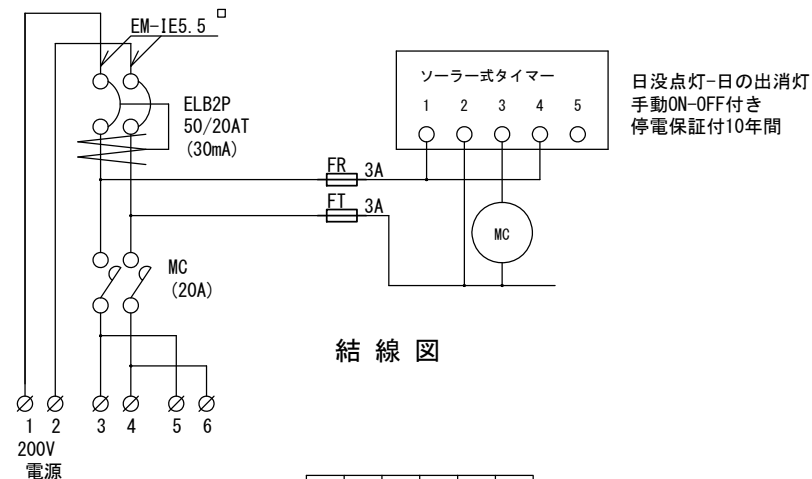 EM-IE5.5□
ELB2P
50/20AT
(30mA)
ソーラー式タイマー
1 2 3 4 5
日没点灯-日の出消灯
手動ON-OFF付き
停電保証付10年間
FR 3A
FT 3A
MC
MC
(20A)
結線図
1 2 3 4 5 6
200V
電源